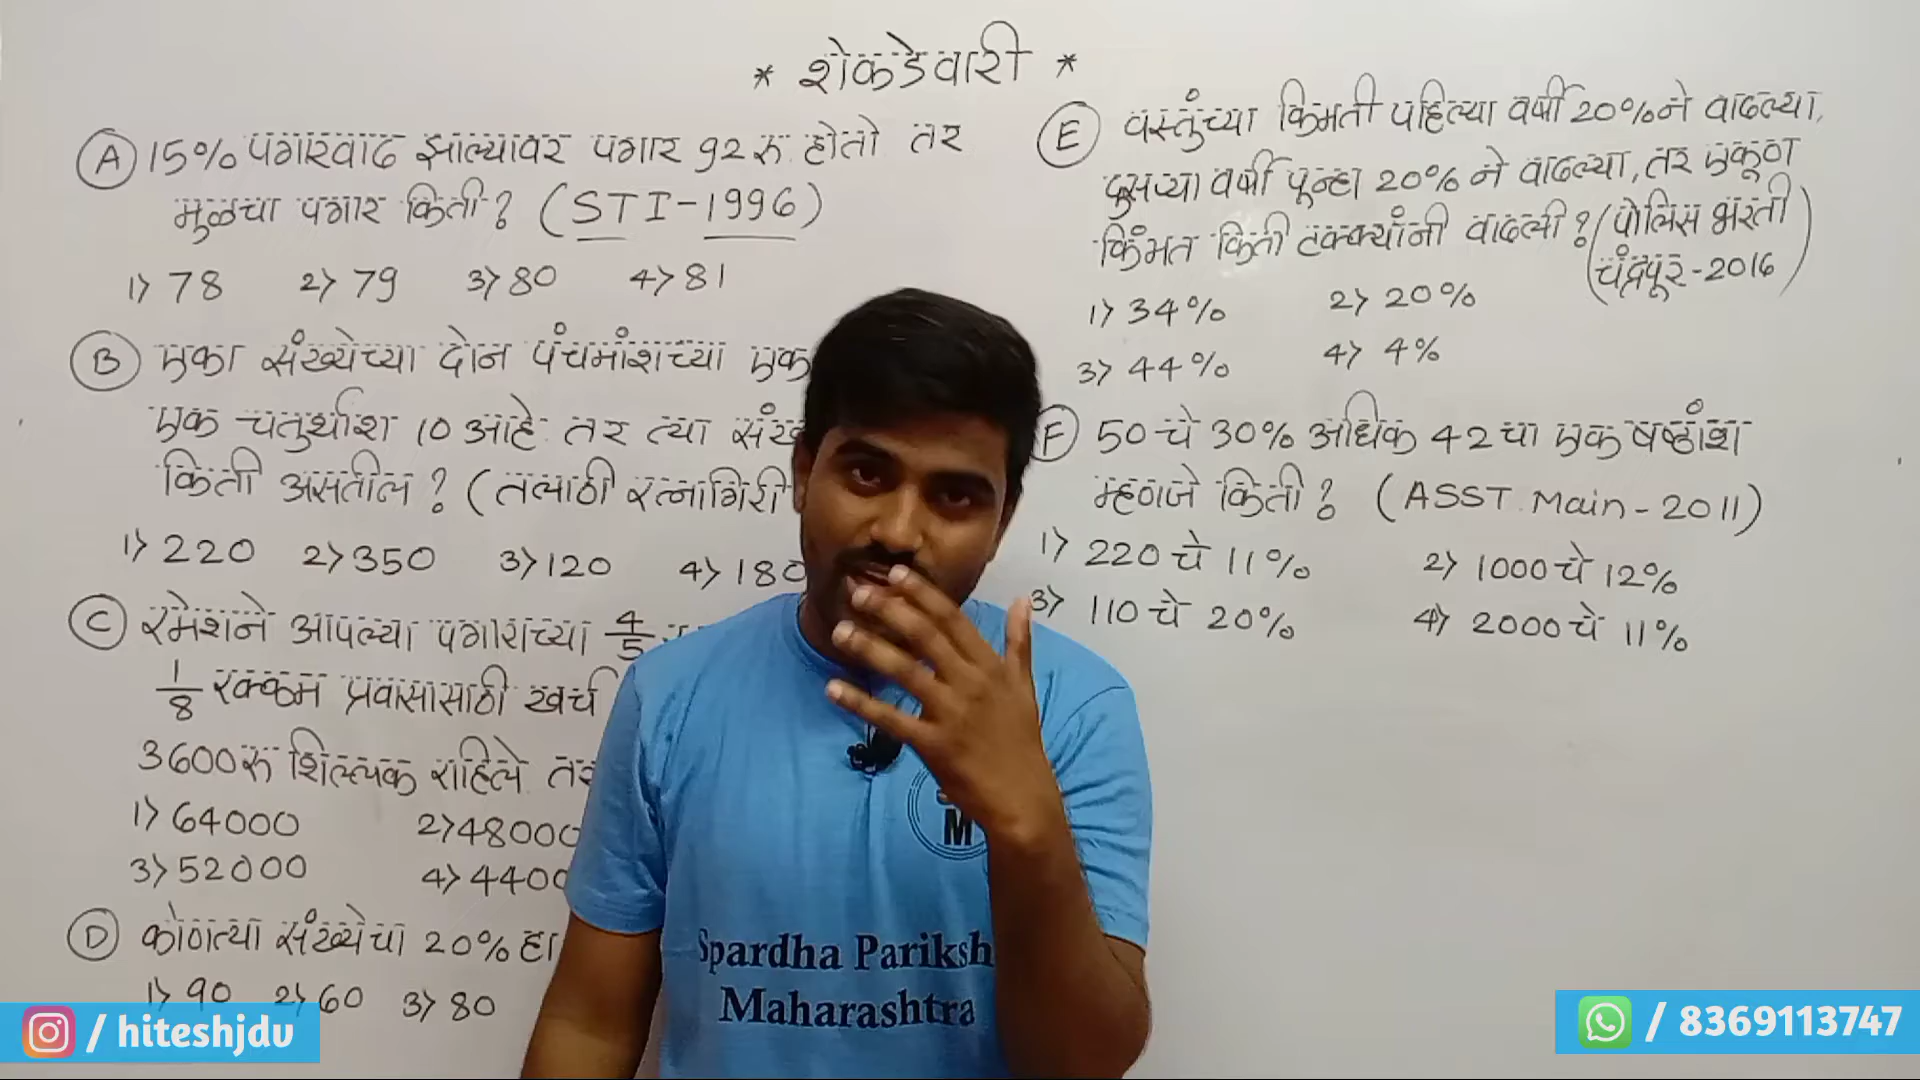 * शेकडेवारी *
Ⓐ 15% पगारवाढ झाल्यावर पगार 92 रु. होतो तर
मुळचा पगार किती? (STI-1996)
1) 78 2) 79 3) 80 4) 81
Ⓑ एका संख्येच्या दोन पंचमांशच्या एक
एक चतुर्थांश 10 आहे. तर त्या
किती असतील? (तलाठी रत्नागिरी
1) 220 2) 350 3) 120 4) 180
Ⓒ रमेशने आपल्या पगाराच्या 4/5
1/8 रक्कम प्रवासासाठी खर्च
3600 रु शिल्लक राहिले तर
1) 64000 2) 48000
3) 52000 4) 4400
Ⓓ कोणत्या संख्येचा 20% हा
1) 90 2) 60 3) 80
Ⓔ वस्तुंच्या किंमती पहिल्या वर्षी 20% ने वाढल्या,
दुसऱ्या वर्षी पून्हा 20% ने वाढल्या, तर एकूण
किंमत किती टक्क्यांनी वाढली? (पोलिस भरती
चंद्रपूर-2016)
1) 34% 2) 20%
3) 44% 4) 4%
Ⓕ 50 चे 30% अधिक 42 चा एक षष्ठांश
म्हणजे किती? (ASST. Main-2011)
1) 220 चे 11% 2) 1000 चे 12%
3) 110 चे 20% 4) 2000 चे 11%
M
Spardha Pariksh
Maharashtra
/ hiteshjdu
/ 8369113747